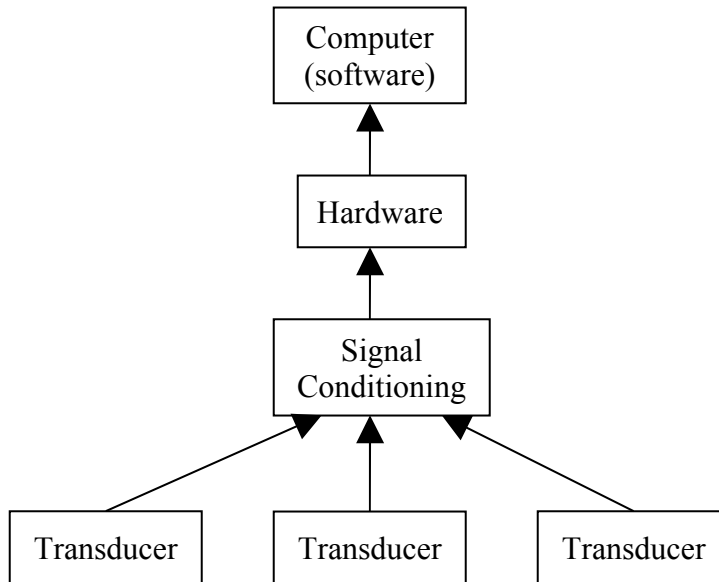 Computer
(software)
Hardware
Signal
Conditioning
Transducer
Transducer
Transducer